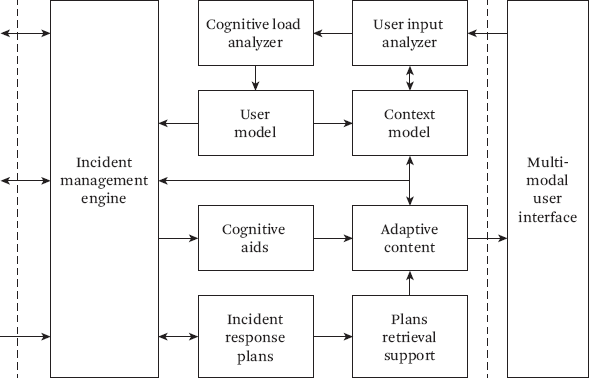 Cognitive load
analyzer
User input
analyzer
User
model
Context
model
Incident
management
engine
Multi-
modal
user
interface
Cognitive
aids
Adaptive
content
Incident
response
plans
Plans
retrieval
support